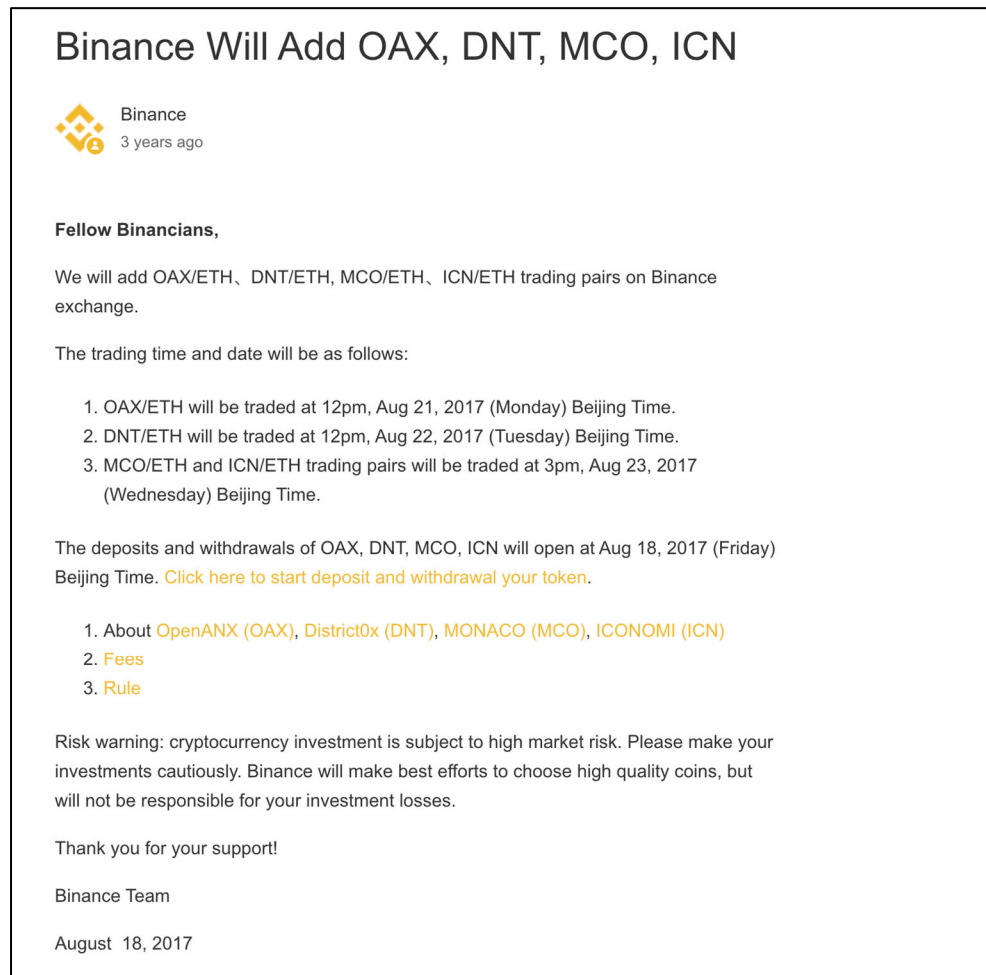 Binance Will Add OAX, DNT, MCO, ICN
Binance
3 years ago
Fellow Binancians,
We will add OAX/ETH、DNT/ETH, MCO/ETH、ICN/ETH trading pairs on Binance
exchange.
The trading time and date will be as follows:
1. OAX/ETH will be traded at 12pm, Aug 21, 2017 (Monday) Beijing Time.
2. DNT/ETH will be traded at 12pm, Aug 22, 2017 (Tuesday) Beijing Time.
3. MCO/ETH and ICN/ETH trading pairs will be traded at 3pm, Aug 23, 2017
(Wednesday) Beijing Time.
The deposits and withdrawals of OAX, DNT, MCO, ICN will open at Aug 18, 2017 (Friday)
Beijing Time. Click here to start deposit and withdrawal your token.
1. About OpenANX (OAX), District0x (DNT), MONACO (MCO), ICONOMI (ICN)
2. Fees
3. Rule
Risk warning: cryptocurrency investment is subject to high market risk. Please make your
investments cautiously. Binance will make best efforts to choose high quality coins, but
will not be responsible for your investment losses.
Thank you for your support!
Binance Team
August  18, 2017